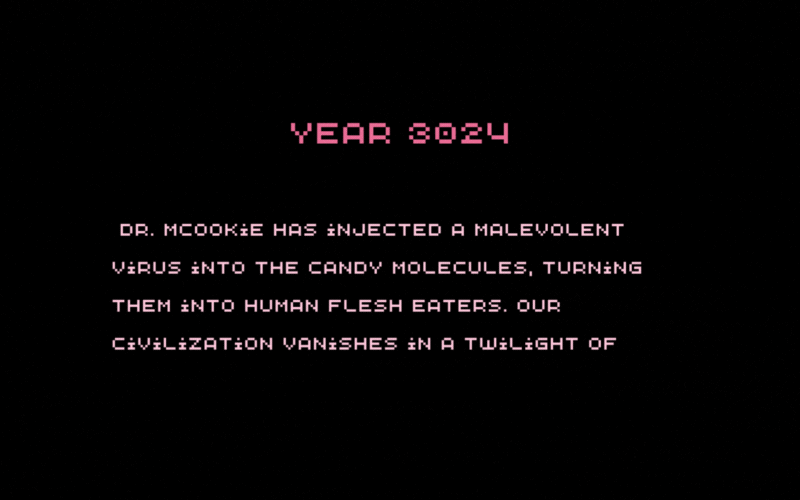 YEAR 3024
DR. MCOOKiE HAS iNJECTED A MALEVOLENT
ViRUS iNTO THE CANDY MOLECULES, TURNiNG
THEM iNTO HUMAN FLESH EATERS. OUR
CiViLiZATiON VANiSHES iN A TWiLiGHT OF